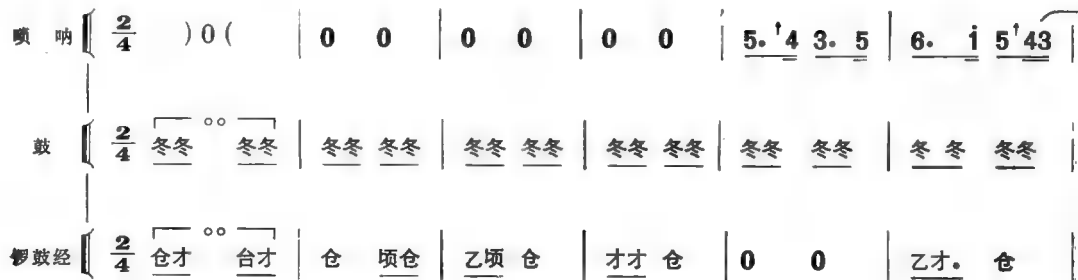 唢呐 2/4 )0( | 0 0 | 0 0 | 0 0 | 5. ↑4 3. 5 | 6. i 5 ↑43 |
鼓 2/4 冬冬 冬冬 | 冬冬 冬冬 | 冬冬 冬冬 | 冬冬 冬冬 | 冬冬 冬冬 | 冬 冬 冬冬 |
锣鼓经 2/4 仓才 台才 | 仓 顷仓 | 乙顷 仓 | 才才 仓 | 0 0 | 乙才. 仓 |